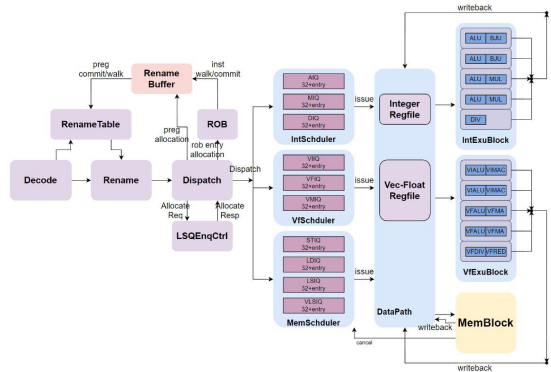 writeback
preg
commit/walk
inst
walk/commit
Rename
Buffer
RenameTable
ROB
preg
allocation
rob entry
allocation
Decode
Rename
Dispatch
Dispatch
Allocate
Req
Allocate
Resp
LSQEnqCtrl
AIQ
32+entry
MIQ
32+entry
DIQ
32+entry
IntSchduler
VIIQ
32+entry
VFIQ
32+entry
VMIQ
32+entry
VfSchduler
STIQ
32+entry
LDIQ
32+entry
LSIQ
32+entry
VLSIQ
32+entry
MemSchduler
issue
issue
issue
Integer
Regfile
Vec-Float
Regfile
DataPath
ALU BJU
ALU BJU
ALU MUL
ALU MUL
DIV
IntExuBlock
VIALU VIMAC
VIALU VIMAC
VFALU VFMA
VFALU VFMA
VFDIV VFRED
VfExuBlock
MemBlock
writeback
cancel
writeback